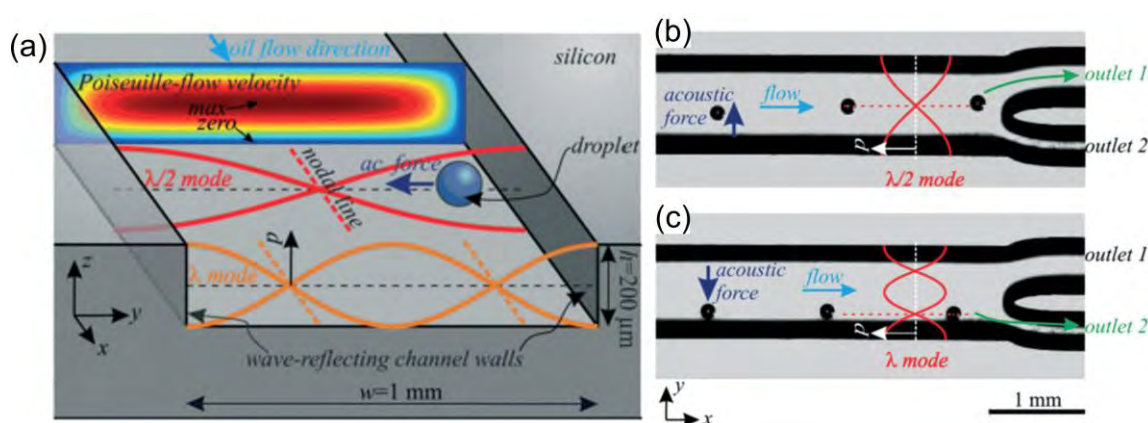 (a)
oil flow direction
silicon
Poiseuille-flow velocity
max
zero
droplet
ac. force
λ/2 mode
nodal line
p
λ mode
h=200 μm
z
y
x
wave-reflecting channel walls
w=1 mm
(b)
acoustic
force
flow
outlet 1
outlet 2
p
λ/2 mode
(c)
outlet 1
acoustic
force
flow
outlet 2
p
λ mode
y
x
1 mm